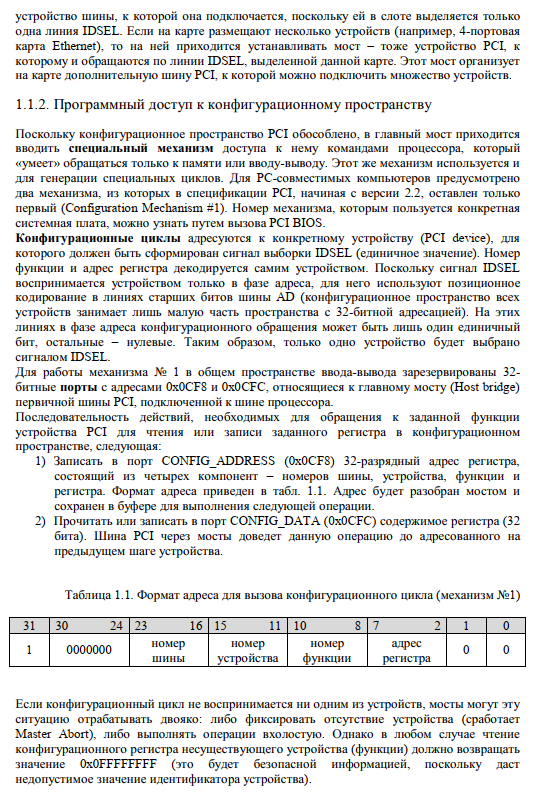 устройство шины, к которой она подключается, поскольку ей в слоте выделяется только
одна линия IDSEL. Если на карте размещают несколько устройств (например, 4-портовая
карта Ethernet), то на ней приходится устанавливать мост – тоже устройство PCI, к
которому и обращаются по линии IDSEL, выделенной данной карте. Этот мост организует
на карте дополнительную шину PCI, к которой можно подключить множество устройств.
1.1.2. Программный доступ к конфигурационному пространству
Поскольку конфигурационное пространство PCI обособлено, в главный мост приходится
вводить специальный механизм доступа к нему командами процессора, который
«умеет» обращаться только к памяти или вводу-выводу. Этот же механизм используется и
для генерации специальных циклов. Для PC-совместимых компьютеров предусмотрено
два механизма, из которых в спецификации PCI, начиная с версии 2.2, оставлен только
первый (Configuration Mechanism #1). Номер механизма, которым пользуется конкретная
системная плата, можно узнать путем вызова PCI BIOS.
Конфигурационные циклы адресуются к конкретному устройству (PCI device), для
которого должен быть сформирован сигнал выборки IDSEL (единичное значение). Номер
функции и адрес регистра декодируется самим устройством. Поскольку сигнал IDSEL
воспринимается устройством только в фазе адреса, для него используют позиционное
кодирование в линиях старших битов шины AD (конфигурационное пространство всех
устройств занимает лишь малую часть пространства с 32-битной адресацией). На этих
линиях в фазе адреса конфигурационного обращения может быть лишь один единичный
бит, остальные – нулевые. Таким образом, только одно устройство будет выбрано
сигналом IDSEL.
Для работы механизма № 1 в общем пространстве ввода-вывода зарезервированы 32-
битные порты с адресами 0x0CF8 и 0x0CFC, относящиеся к главному мосту (Host bridge)
первичной шины PCI, подключенной к шине процессора.
Последовательность действий, необходимых для обращения к заданной функции
устройства PCI для чтения или записи заданного регистра в конфигурационном
пространстве, следующая:
1) Записать в порт CONFIG_ADDRESS (0x0CF8) 32-разрядный адрес регистра,
состоящий из четырех компонент – номеров шины, устройства, функции и
регистра. Формат адреса приведен в табл. 1.1. Адрес будет разобран мостом и
сохранен в буфере для выполнения следующей операции.
2) Прочитать или записать в порт CONFIG_DATA (0x0CFC) содержимое регистра (32
бита). Шина PCI через мосты доведет данную операцию до адресованного на
предыдущем шаге устройства.
Таблица 1.1. Формат адреса для вызова конфигурационного цикла (механизм №1)
31 30 24 23 16 15 11 10 8 7 2 1 0
1 0000000 номер шины номер устройства номер функции адрес регистра 0 0
Если конфигурационный цикл не воспринимается ни одним из устройств, мосты могут эту
ситуацию отрабатывать двояко: либо фиксировать отсутствие устройства (сработает
Master Abort), либо выполнять операции вхолостую. Однако в любом случае чтение
конфигурационного регистра несуществующего устройства (функции) должно возвращать
значение 0x0FFFFFFFF (это будет безопасной информацией, поскольку даст
недопустимое значение идентификатора устройства).